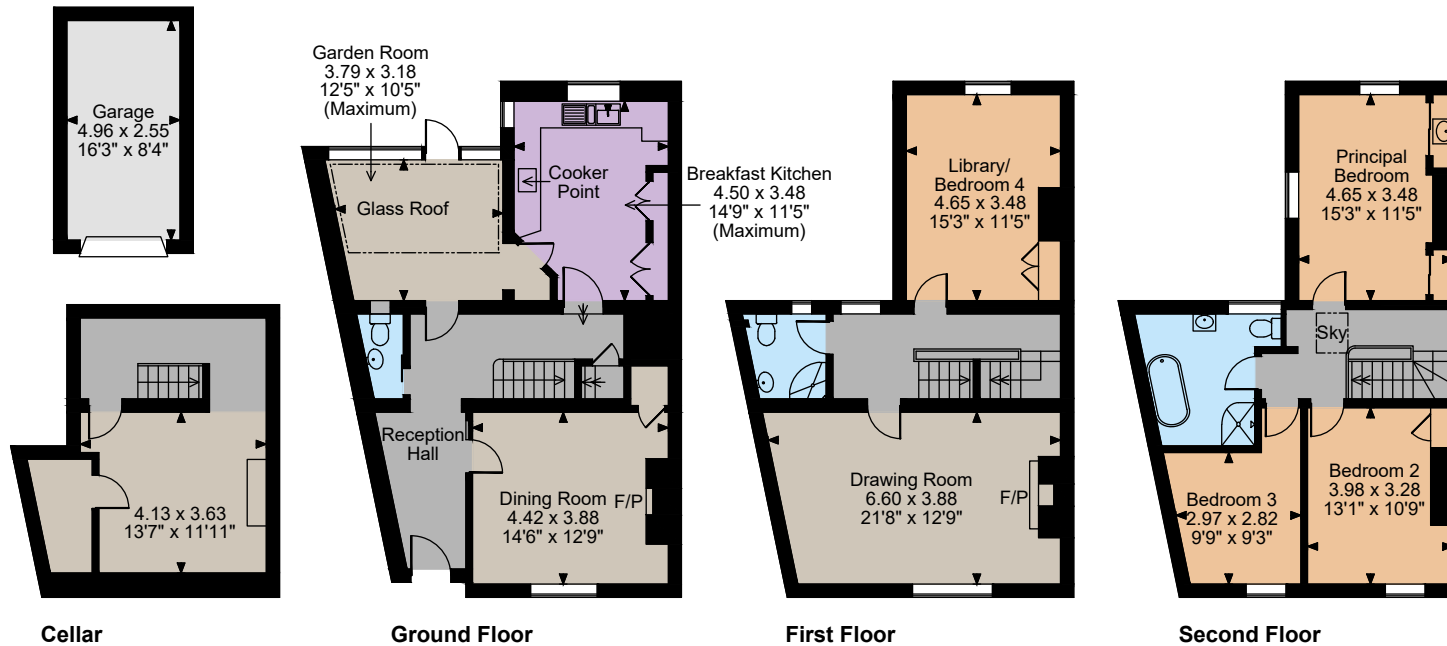 Garage
4.96 x 2.55
16'3" x 8'4"
Garden Room
3.79 x 3.18
12'5" x 10'5"
(Maximum)
Glass Roof
Cooker
Point
Breakfast Kitchen
4.50 x 3.48
14'9" x 11'5"
(Maximum)
Reception
Hall
Dining Room
4.42 x 3.88
14'6" x 12'9"
F/P
4.13 x 3.63
13'7" x 11'11"
Library/
Bedroom 4
4.65 x 3.48
15'3" x 11'5"
Drawing Room
6.60 x 3.88
21'8" x 12'9"
F/P
Principal
Bedroom
4.65 x 3.48
15'3" x 11'5"
Sky
Bedroom 3
2.97 x 2.82
9'9" x 9'3"
Bedroom 2
3.98 x 3.28
13'1" x 10'9"
Cellar
Ground Floor
First Floor
Second Floor